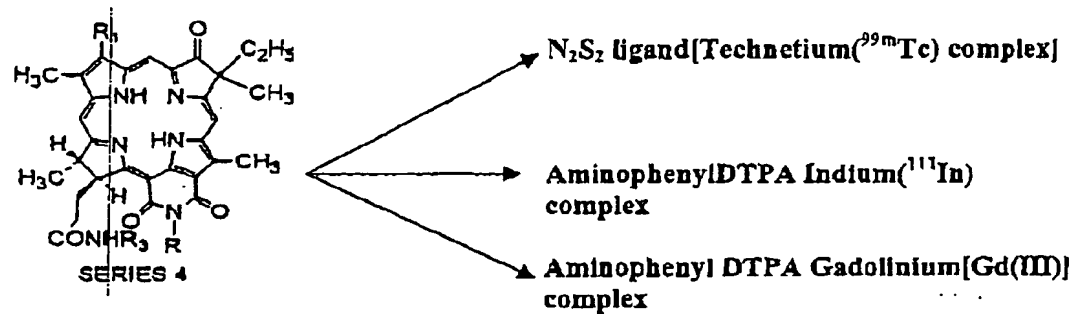 R₁
O
C₂H₅
H₃C
CH₃
NH
N
N
HN
H
H₃C
CH₃
H
O
N
O
CONHR₃
R
SERIES 4
N₂S₂ ligand[Technetium(⁹⁹ᵐTc) complex]
AminophenylDTPA Indium(¹¹¹In)
complex
Aminophenyl DTPA Gadolinium[Gd(III)]
complex